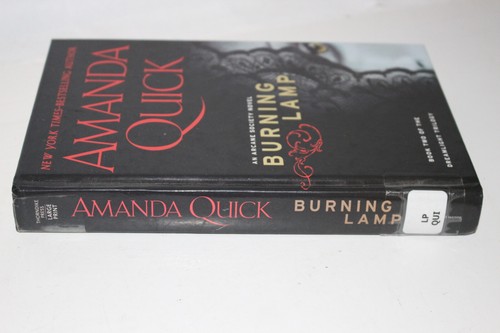 NEW YORK TIMES-BESTSELLING AUTHOR
AMANDA
QUICK
AN ARCANE SOCIETY NOVEL
BURNING
LAMP
BOOK TWO OF THE
DREAMLIGHT TRILOGY
THORNDIKE
PRESS
LARGE
PRINT
AMANDA QUICK
BURNING
LAMP
LP
QUI